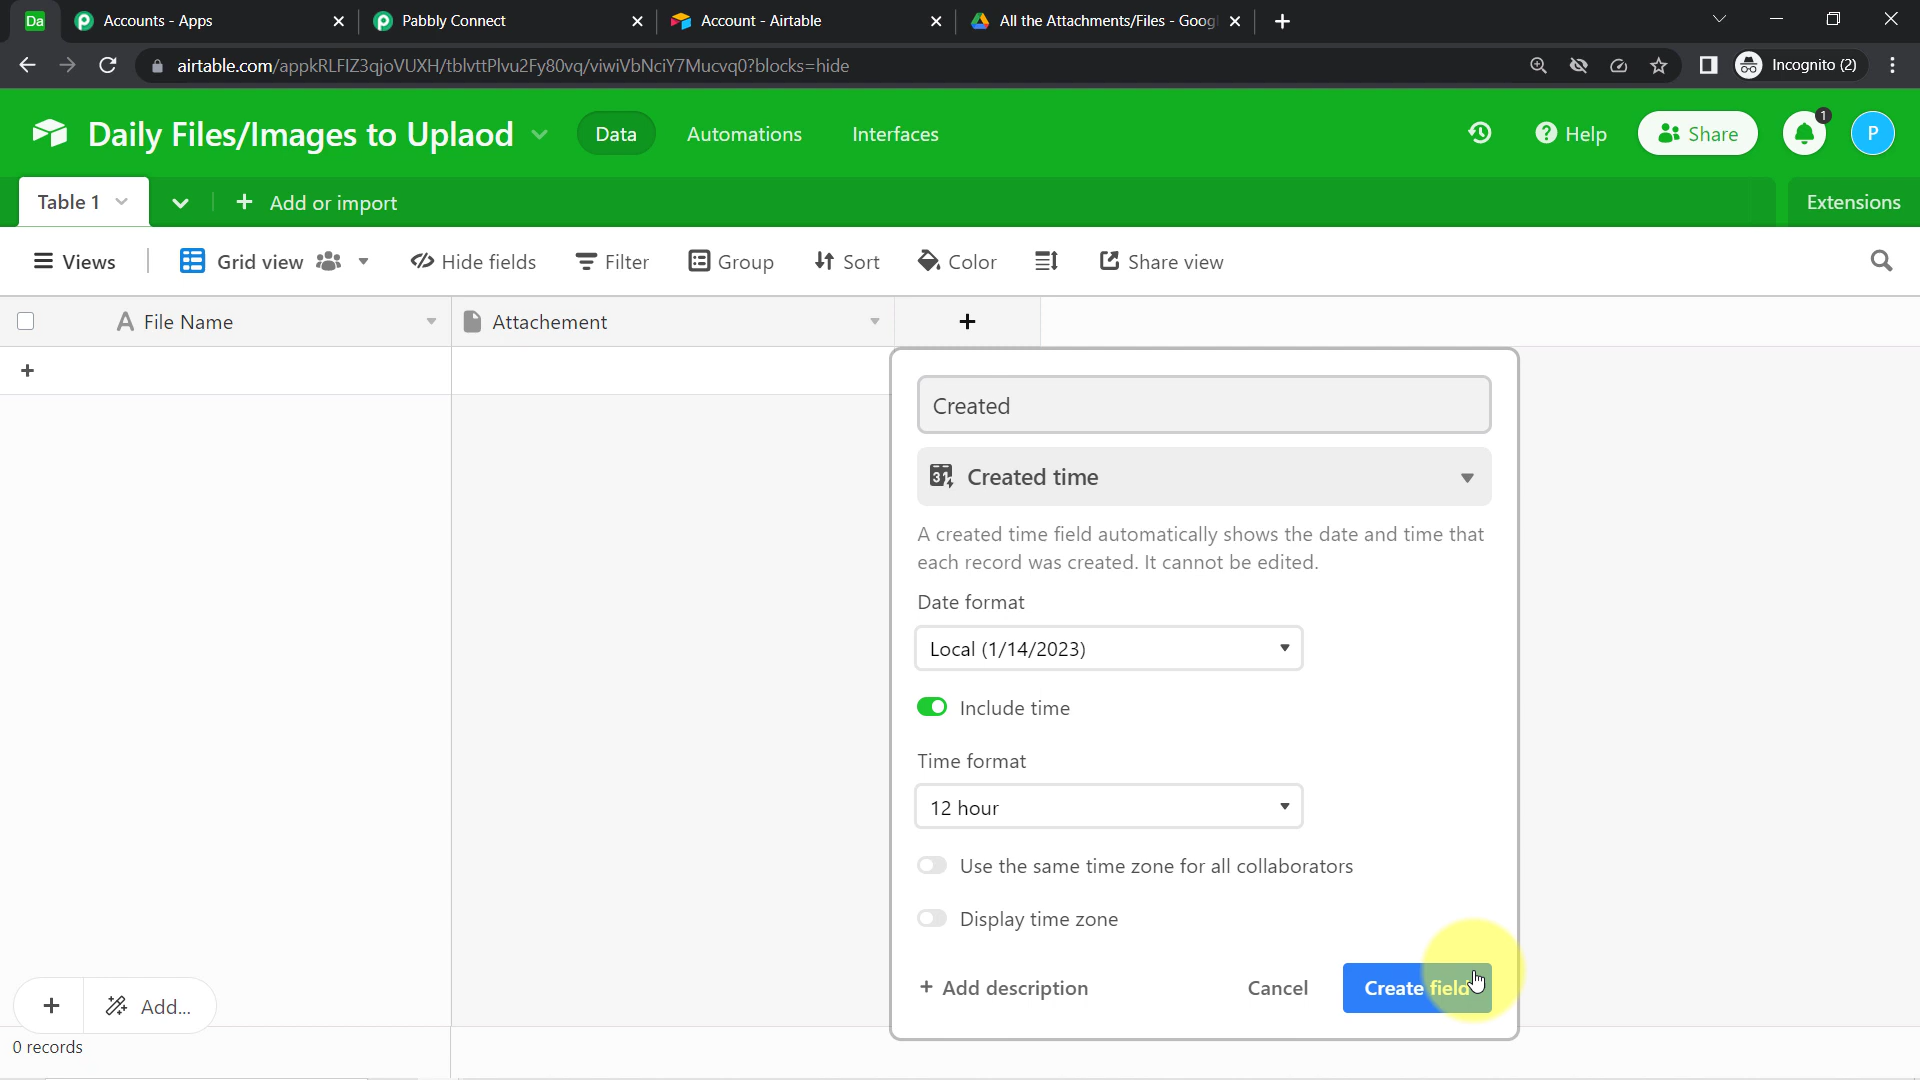 Da
Accounts - Apps
Pabbly Connect
Account - Airtable
All the Attachments/Files - Goog
airtable.com/appkRLFIZ3qjoVUXH/tblvttPlvu2Fy80vq/viwiVbNciY7Mucvq0?blocks=hide
Incognito (2)
Daily Files/Images to Uplaod
Data
Automations
Interfaces
Help
Share
1
P
Table 1
Add or import
Extensions
Views
Grid view
Hide fields
Filter
Group
Sort
Color
Share view
File Name
Attachement
Created
Created time
A created time field automatically shows the date and time that
each record was created. It cannot be edited.
Date format
Local (1/14/2023)
Include time
Time format
12 hour
Use the same time zone for all collaborators
Display time zone
+ Add description
Cancel
Create field
Add...
0 records